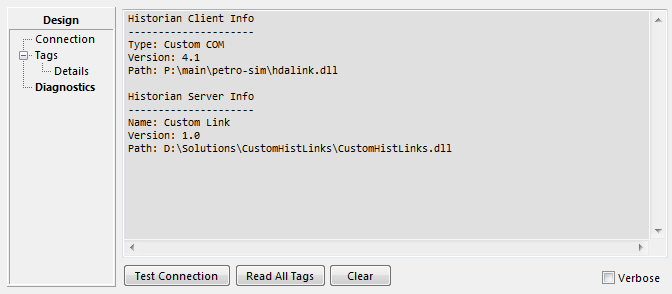 Design
Connection
Tags
Details
Diagnostics
Historian Client Info
---------------------
Type: Custom COM
Version: 4.1
Path: P:\main\petro-sim\hdalink.dll
Historian Server Info
---------------------
Name: Custom Link
Version: 1.0
Path: D:\Solutions\CustomHistLinks\CustomHistLinks.dll
Test Connection
Read All Tags
Clear
Verbose